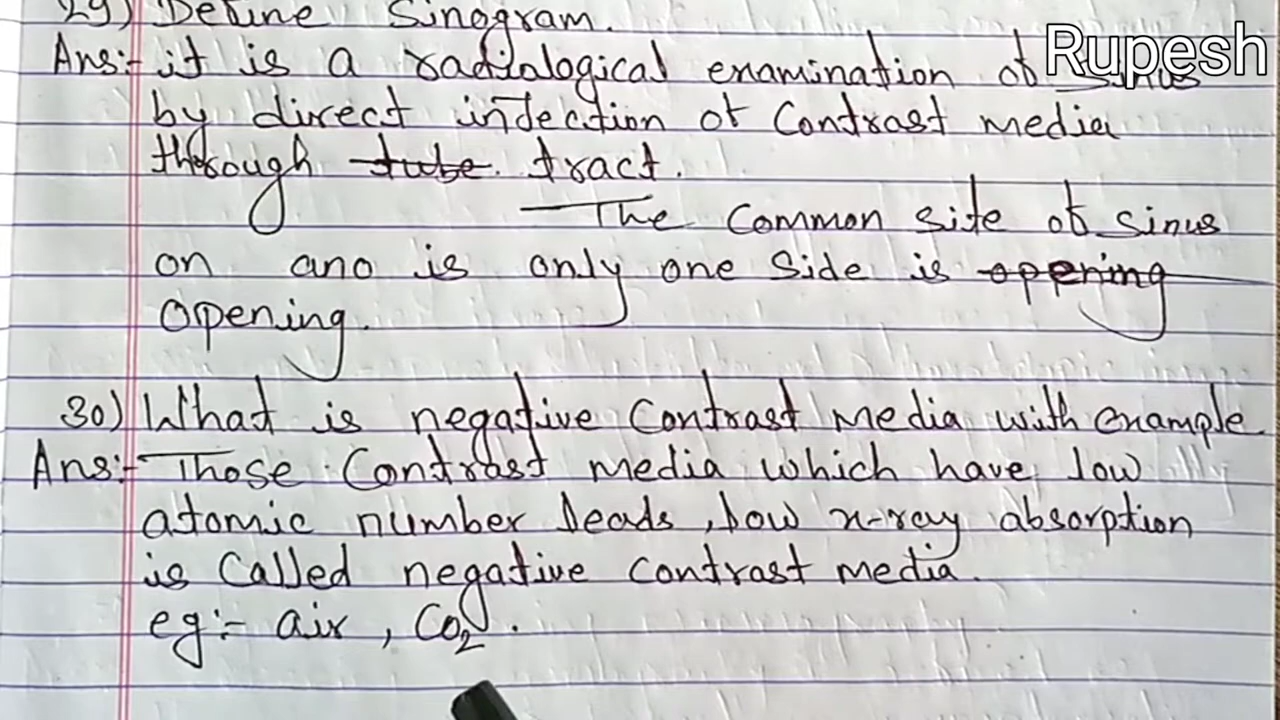 29) Define Sinogram.
Rupesh
Ans:- it is a radiological examination of sinus
by direct injection of Contrast media
through tube. tract.
The Common site of sinus
on ano is only one side is opening
opening.
30) What is negative Contrast Media with example.
Ans:- Those Contrast media which have low
atomic number leads, low x-ray absorption
is Called negative contrast media.
eg:- air, CO₂.